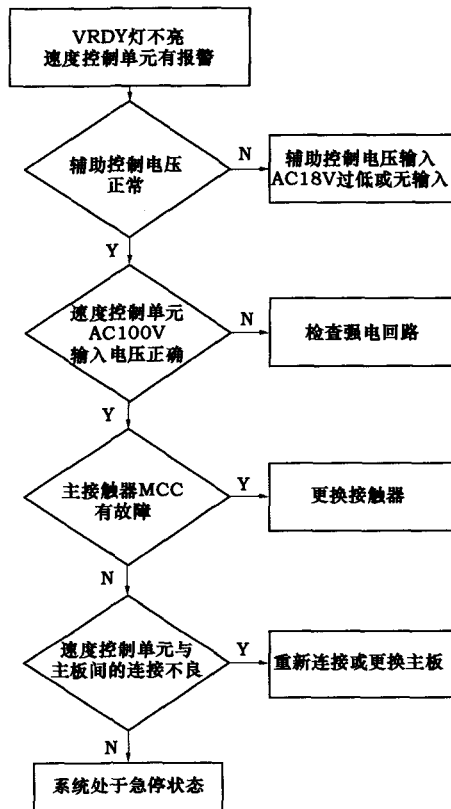 VRDY灯不亮
速度控制单元有报警
辅助控制电压
正常
N
辅助控制电压输入
AC18V过低或无输入
Y
速度控制单元
AC100V
输入电压正确
N
检查强电回路
Y
主接触器MCC
有故障
Y
更换接触器
N
速度控制单元与
主板间的连接不良
Y
重新连接或更换主板
N
系统处于急停状态